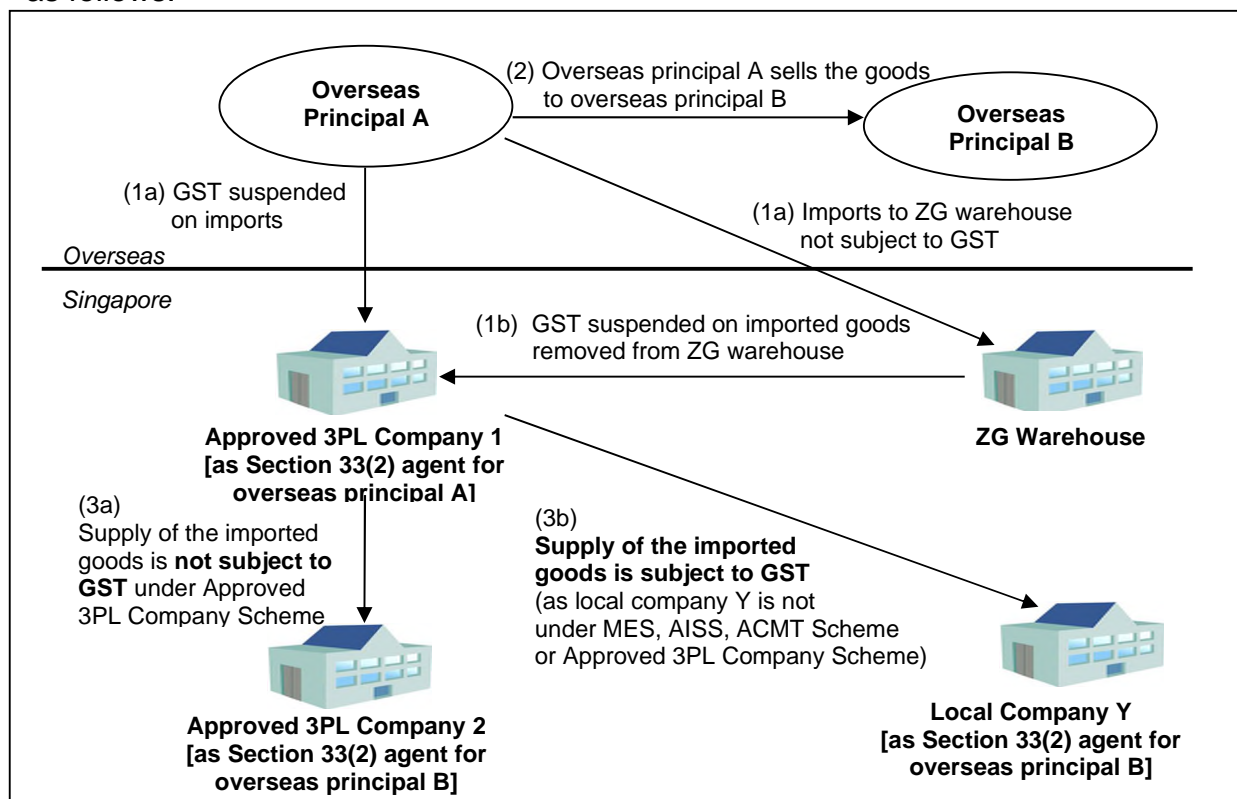 as follows:
Overseas
Principal A
(2) Overseas principal A sells the goods
to overseas principal B
Overseas
Principal B
(1a) GST suspended
on imports
(1a) Imports to ZG warehouse
not subject to GST
Overseas
Singapore
(1b) GST suspended on imported goods
removed from ZG warehouse
Approved 3PL Company 1
[as Section 33(2) agent for
overseas principal A]
ZG Warehouse
(3a)
Supply of the imported
goods is not subject to
GST under Approved
3PL Company Scheme
(3b)
Supply of the imported
goods is subject to GST
(as local company Y is not
under MES, AISS, ACMT Scheme
or Approved 3PL Company Scheme)
Approved 3PL Company 2
[as Section 33(2) agent for
overseas principal B]
Local Company Y
[as Section 33(2) agent for
overseas principal B]